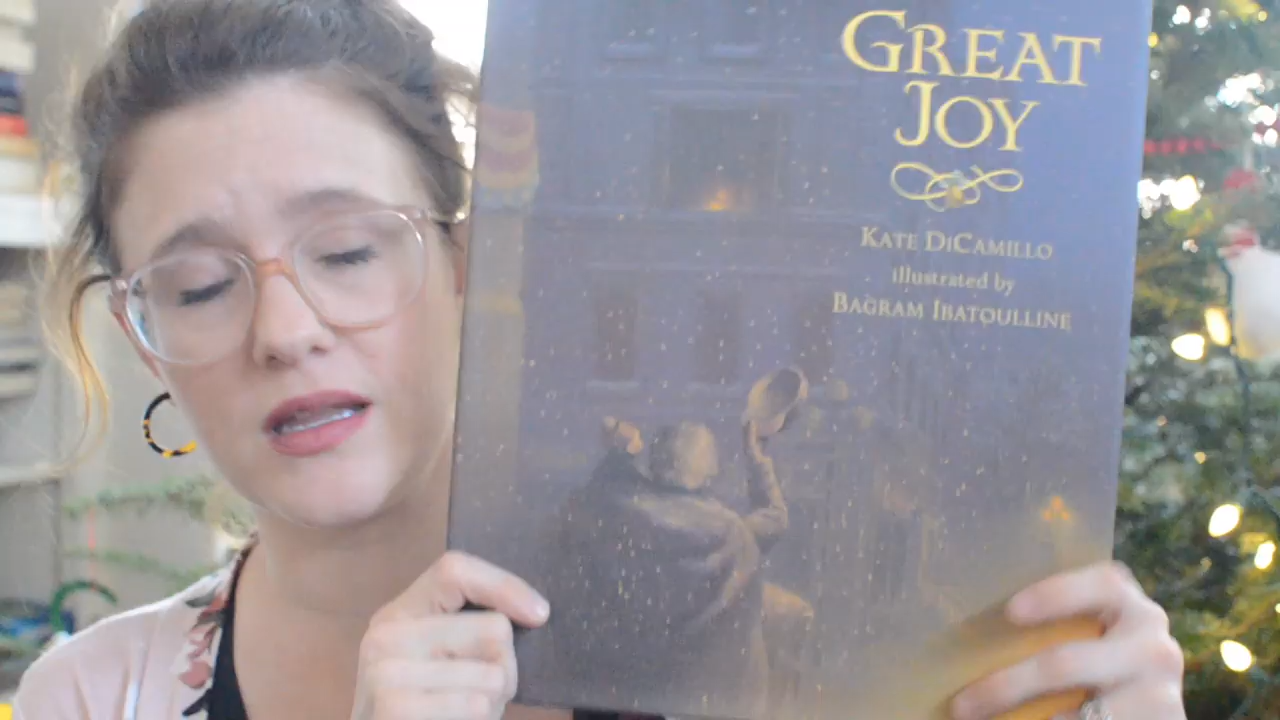 GREAT
JOY
KATE DICAMILLO
illustrated by
BAGRAM IBATOULLINE